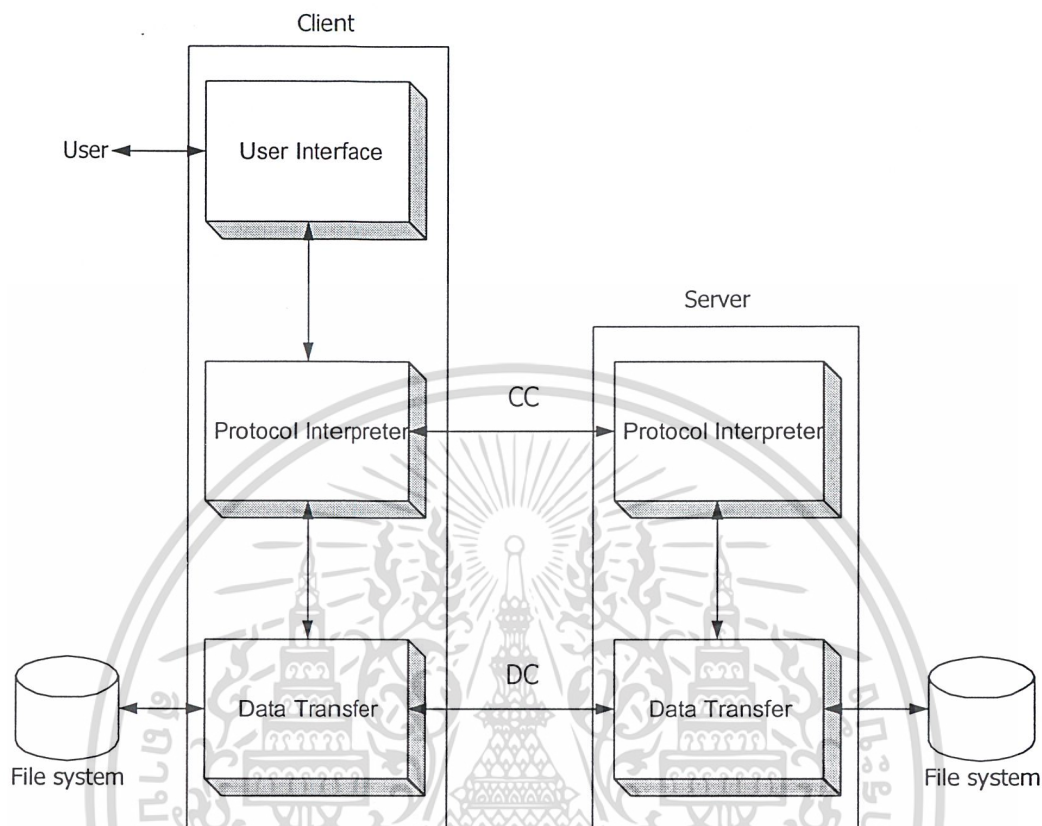 Client
User
User Interface
Server
CC
Protocol Interpreter
Protocol Interpreter
DC
Data Transfer
Data Transfer
File system
File system